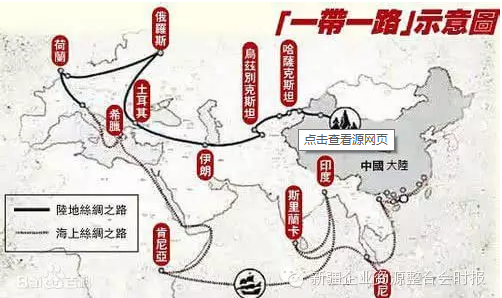 「一帶一路」示意圖
俄羅斯
荷蘭
哈薩克斯坦
烏茲別克斯坦
土耳其
希臘
点击查看源网页
伊朗
印度
中國 大陸
斯里蘭卡
陸地絲綢之路
海上絲綢之路
肯尼亞
尼
新疆企业资源整合会时报
Baidu百科